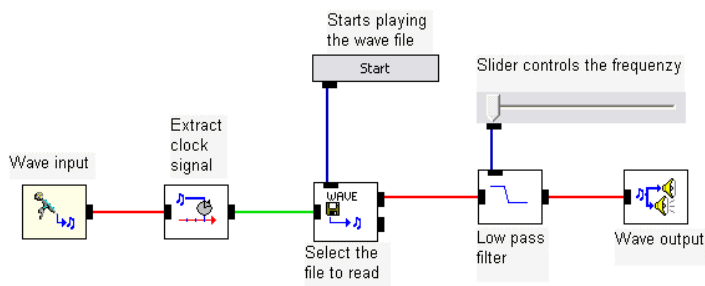 Starts playing
the wave file
Start
Slider controls the frequenzy
Extract
clock
signal
Wave input
WAVE
Select the
file to read
Low pass
filter
Wave output